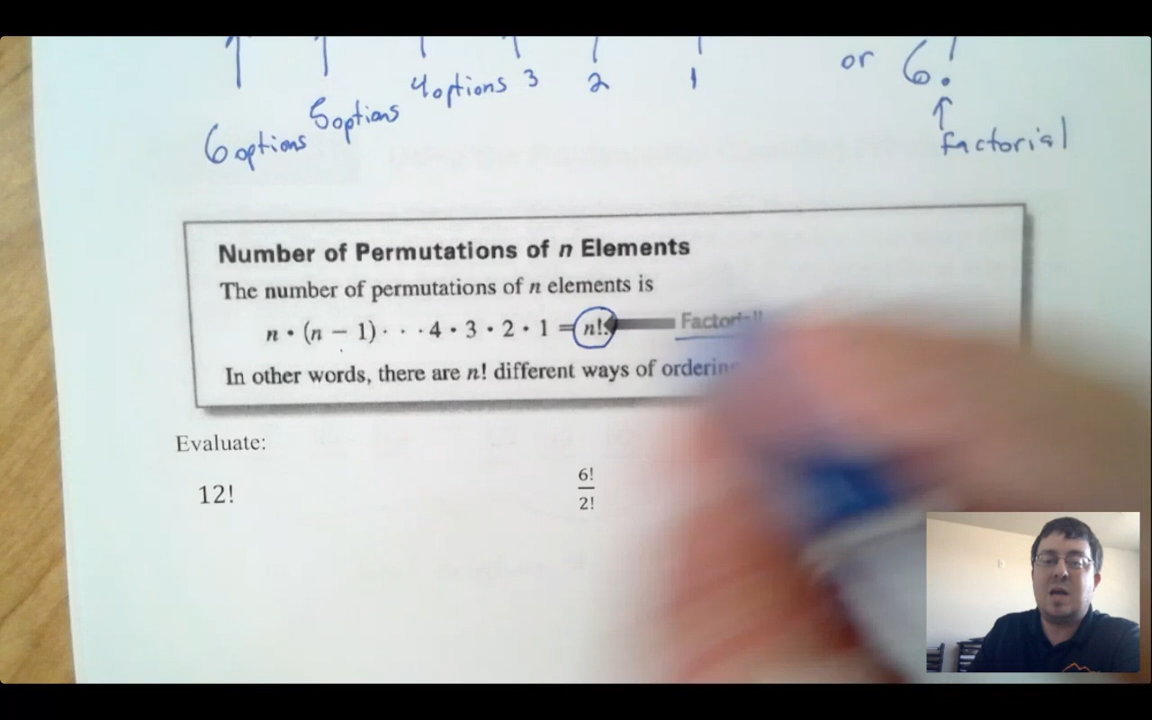 or 6!
6 options 5 options 4 options 3 2 1
factorial
Number of Permutations of n Elements
The number of permutations of n elements is
n • (n − 1) · · · 4 • 3 • 2 • 1 = n!
In other words, there are n! different ways of
Evaluate:
12!
6!
2!